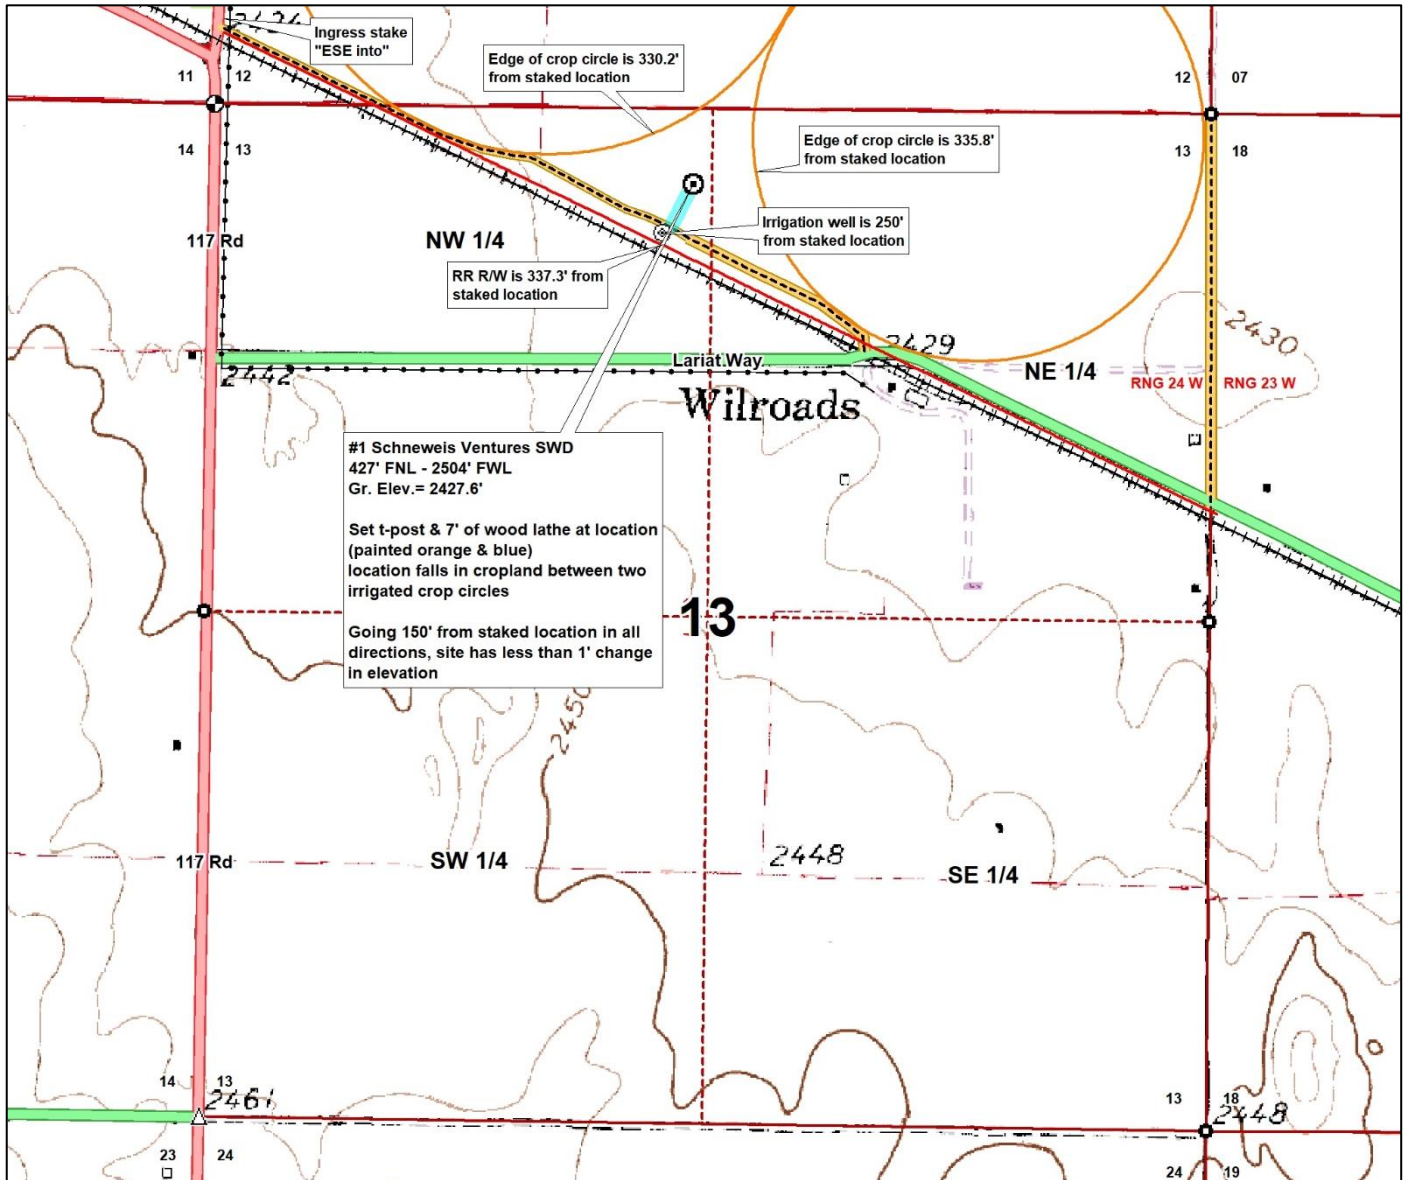 2434
Ingress stake
"ESE into"
Edge of crop circle is 330.2'
from staked location
11 12
12 07
14 13
Edge of crop circle is 335.8'
from staked location
13 18
117 Rd
NW 1/4
Irrigation well is 250'
from staked location
RR R/W is 337.3' from
staked location
2430
2429
Lariat Way
2442
NE 1/4
RNG 24 W RNG 23 W
Wilroads
#1 Schneweis Ventures SWD
427' FNL - 2504' FWL
Gr. Elev.= 2427.6'
Set t-post & 7' of wood lathe at location
(painted orange & blue)
location falls in cropland between two
irrigated crop circles
Going 150' from staked location in all
directions, site has less than 1' change
in elevation
13
2450
117 Rd
SW 1/4
2448
SE 1/4
14 13
2461
13 18
2448
23 24
24 19